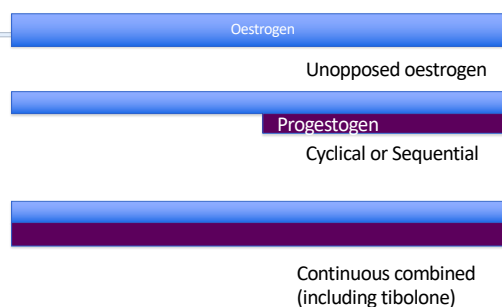 Oestrogen
Unopposed oestrogen
Progestogen
Cyclical or Sequential
Continuous combined
(including tibolone)